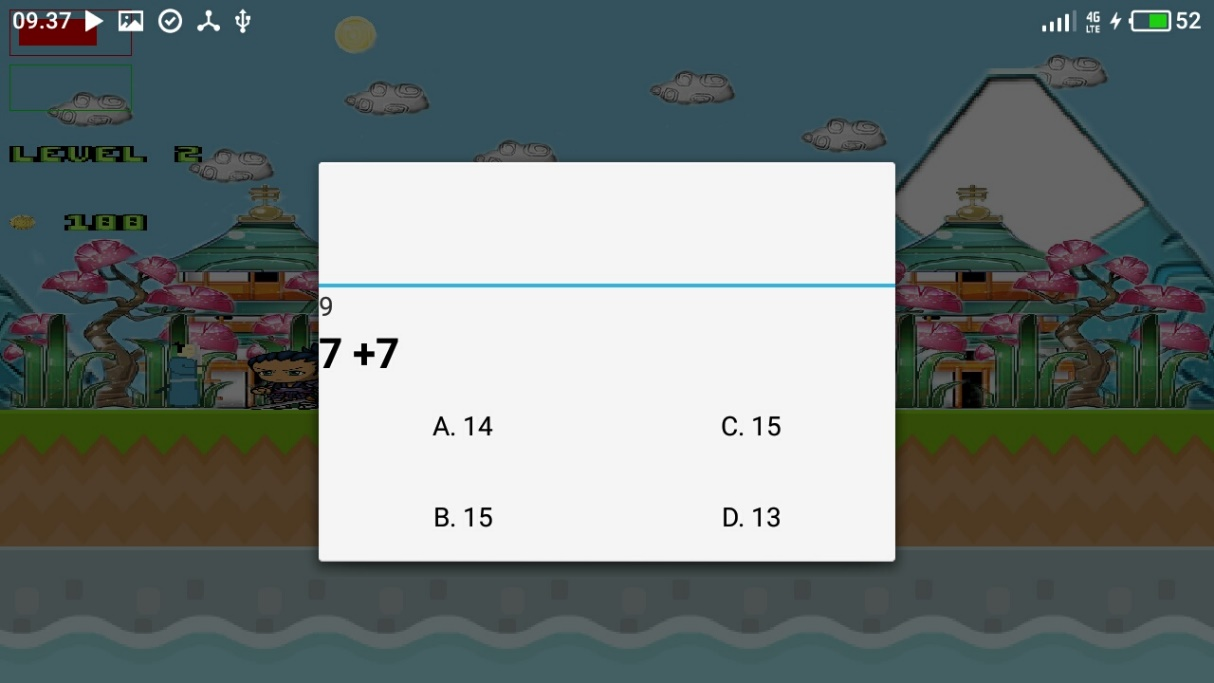 09.37
4G
LTE
52
LEVEL 2
100
9
7 +7
A. 14
C. 15
B. 15
D. 13